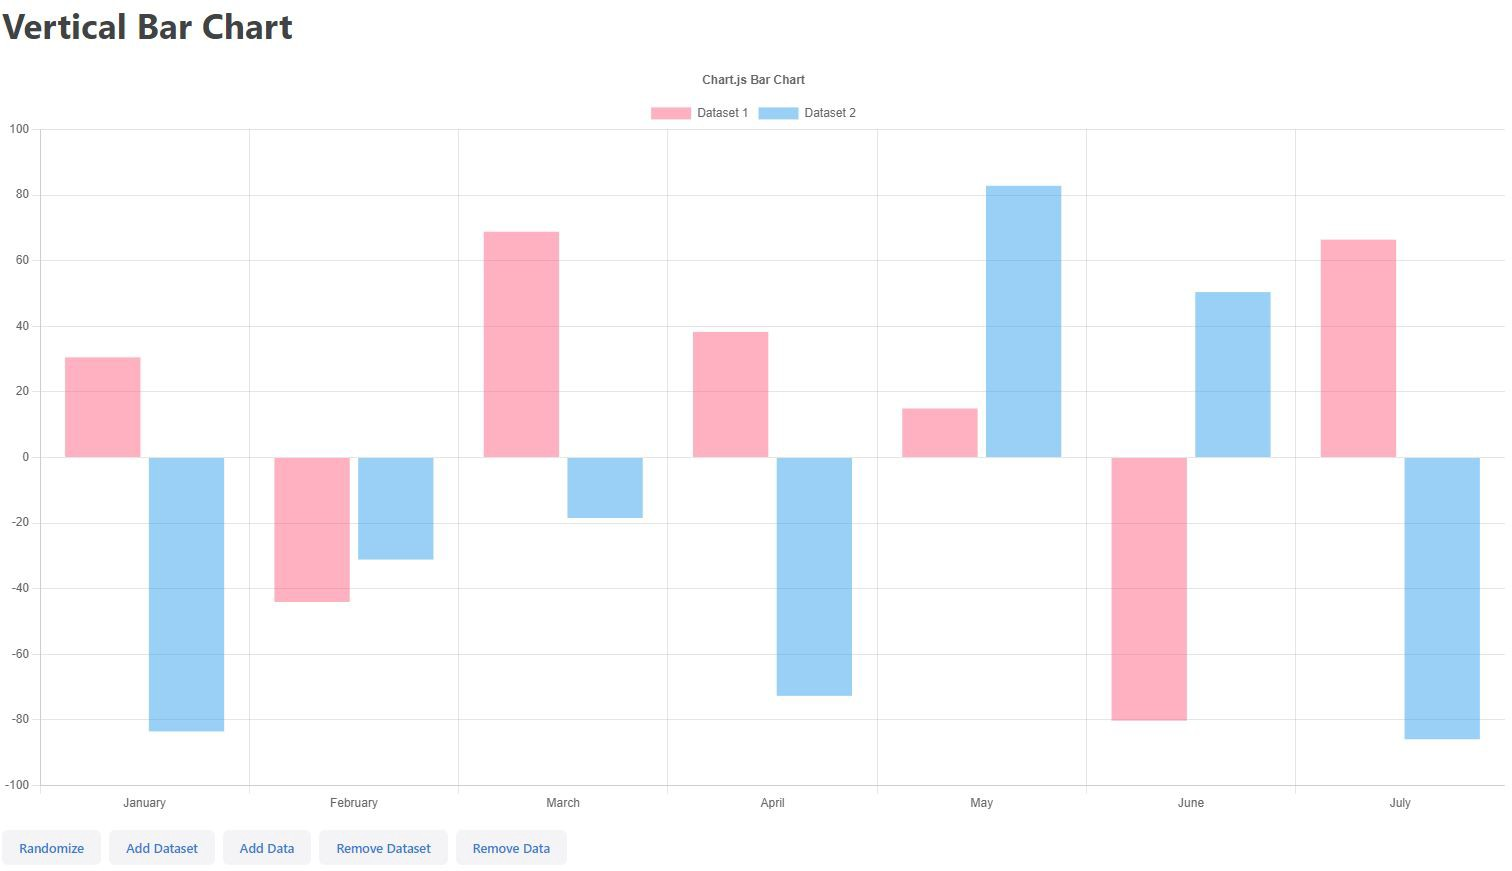 Vertical Bar Chart
Chart.js Bar Chart
Dataset 1 Dataset 2
100
80
60
40
20
0
-20
-40
-60
-80
-100
January February March April May June July
Randomize Add Dataset Add Data Remove Dataset Remove Data